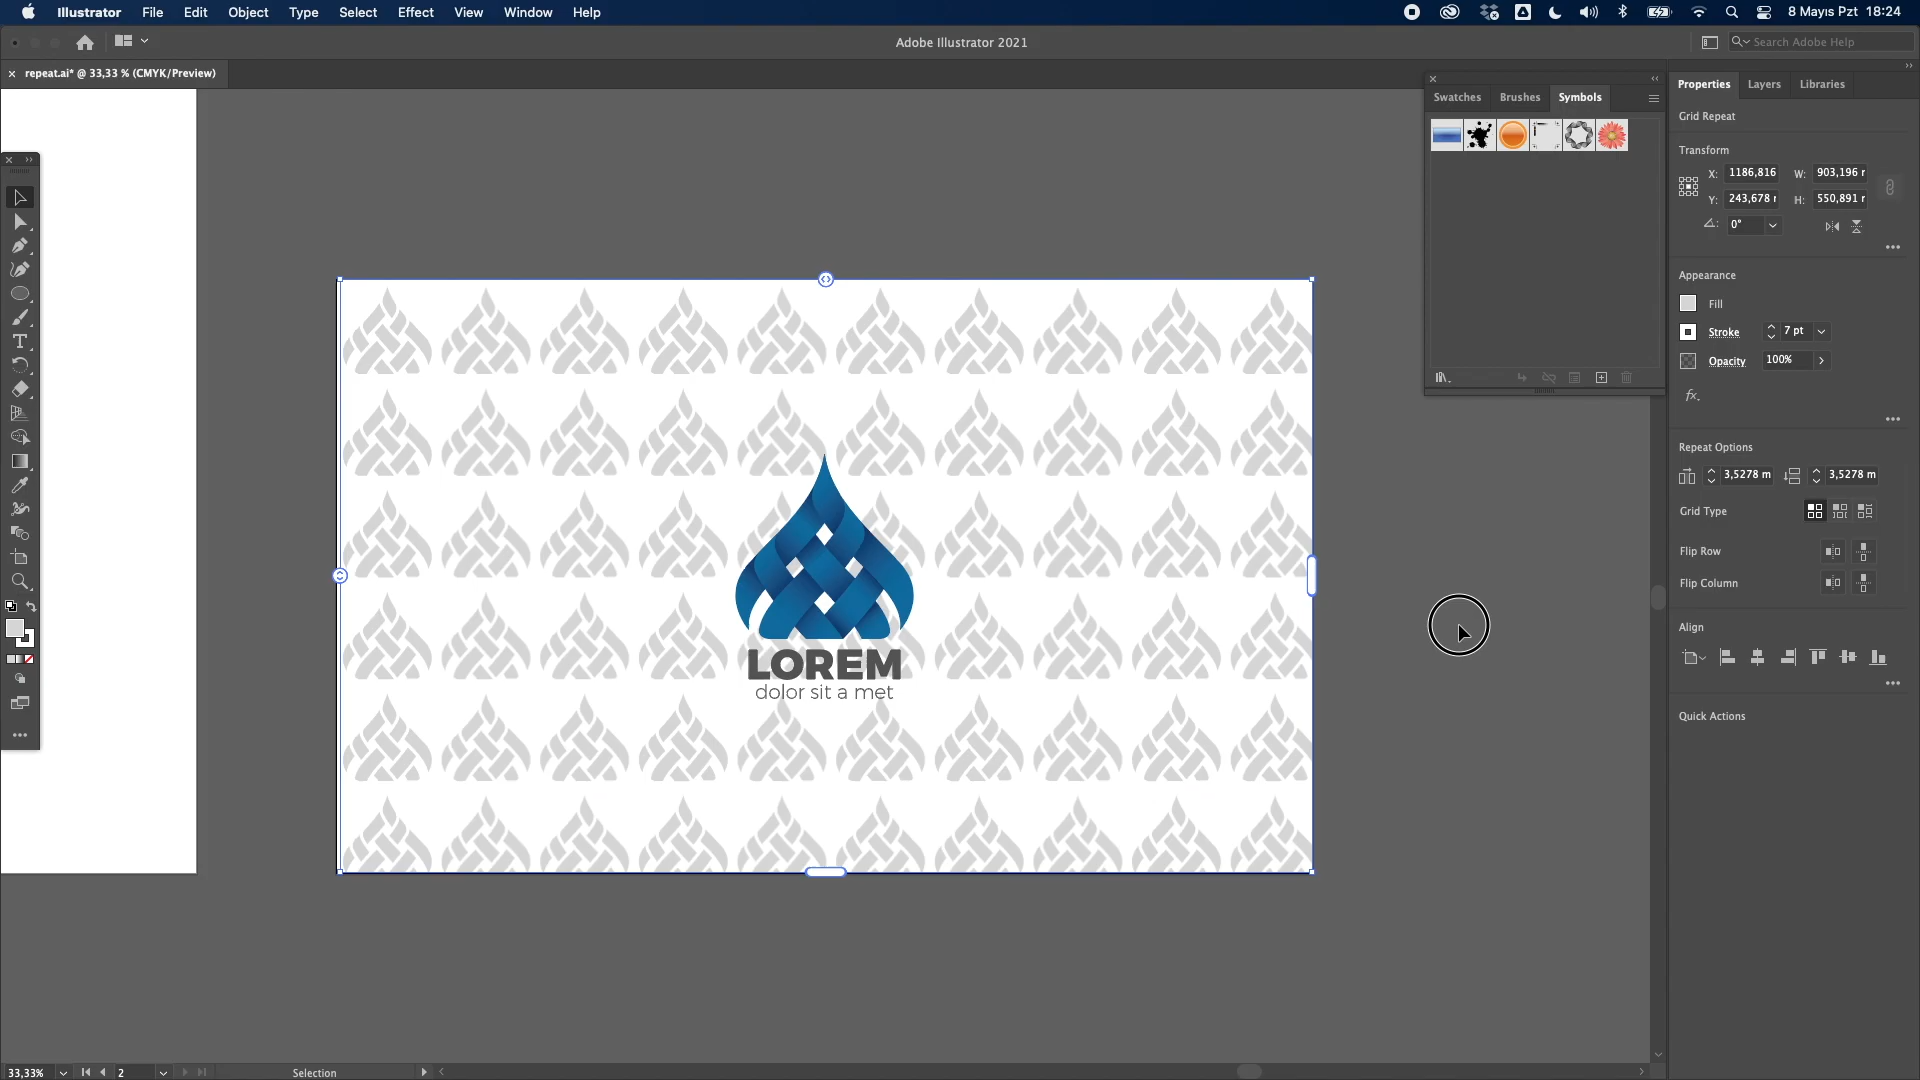 Illustrator File Edit Object Type Select Effect View Window Help
8 Mayıs Pzt 18:24
Adobe Illustrator 2021
Search Adobe Help
× repeat.ai* @ 33,33 % (CMYK/Preview)
Swatches Brushes Symbols
Properties Layers Libraries
Grid Repeat
Transform
X: 1186,816 W: 903,196 r
Y: 243,678 r H: 550,891 r
0°
Appearance
Fill
Stroke 7 pt
Opacity 100%
fx.
Repeat Options
3,5278 m 3,5278 m
Grid Type
Flip Row
Flip Column
Align
Quick Actions
LOREM
dolor sit a met
33,33% 2 Selection